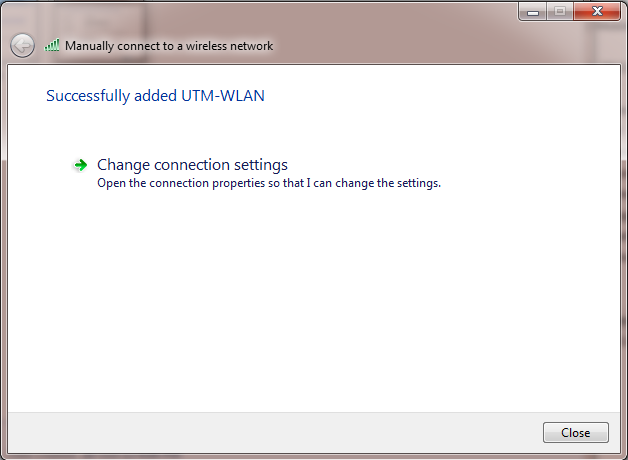 Manually connect to a wireless network
Successfully added UTM-WLAN
Change connection settings
Open the connection properties so that I can change the settings.
Close